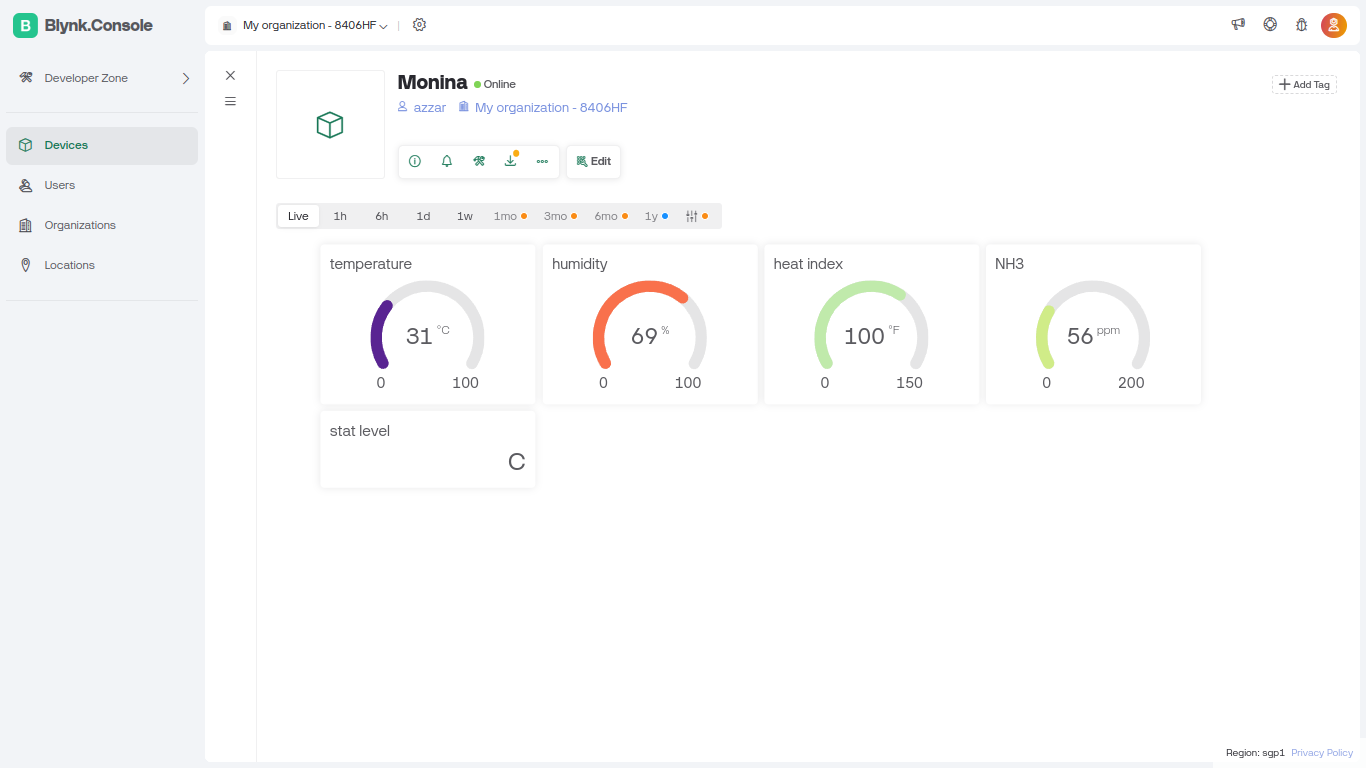 B Blynk.Console
My organization - 8406HF
Developer Zone
Devices
Users
Organizations
Locations
Monina Online
azzar My organization - 8406HF
Add Tag
Edit
Live 1h 6h 1d 1w 1mo 3mo 6mo 1y
temperature
31 °C
0 100
humidity
69 %
0 100
heat index
100 °F
0 150
NH3
56 ppm
0 200
stat level
C
Region: sgp1 Privacy Policy